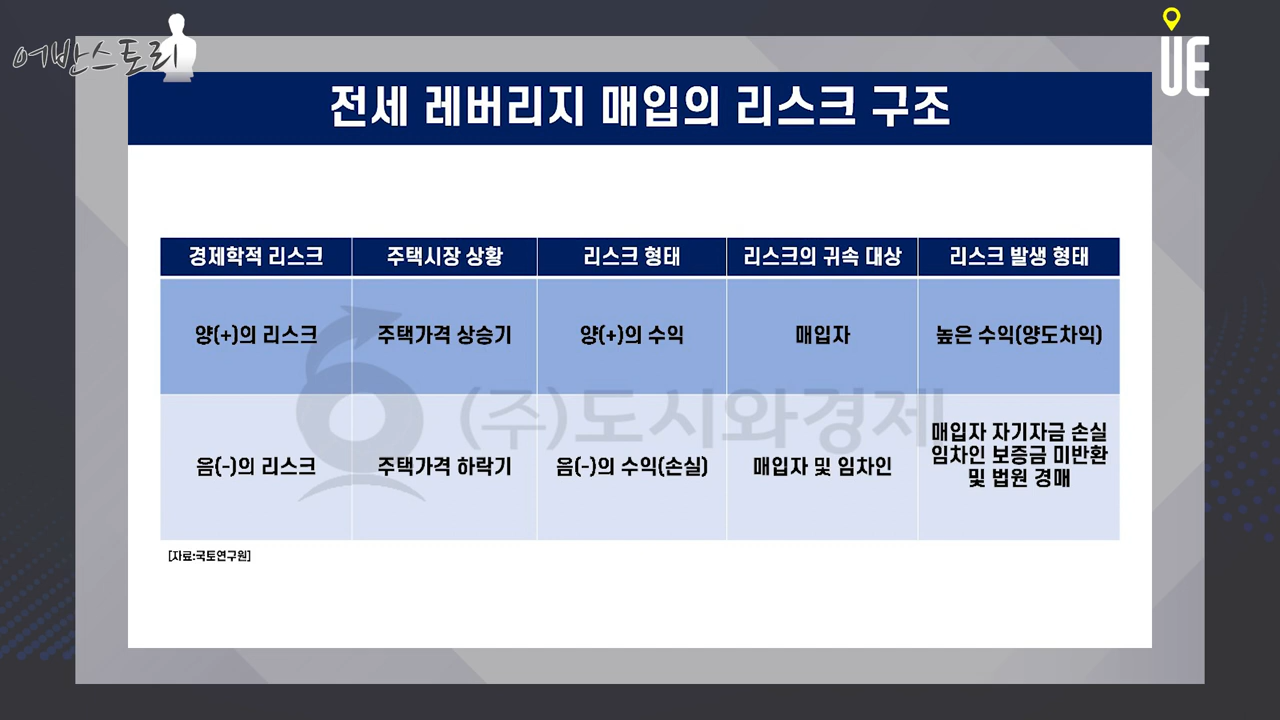 어반스토리
UE
전세 레버리지 매입의 리스크 구조
경제학적 리스크 주택시장 상황 리스크 형태 리스크의 귀속 대상 리스크 발생 형태
양(+)의 리스크 주택가격 상승기 양(+)의 수익 매입자 높은 수익(양도차익)
(주)도시와경제
음(-)의 리스크 주택가격 하락기 음(-)의 수익(손실) 매입자 및 임차인 매입자 자기자금 손실
임차인 보증금 미반환
및 법원 경매
[자료:국토연구원]